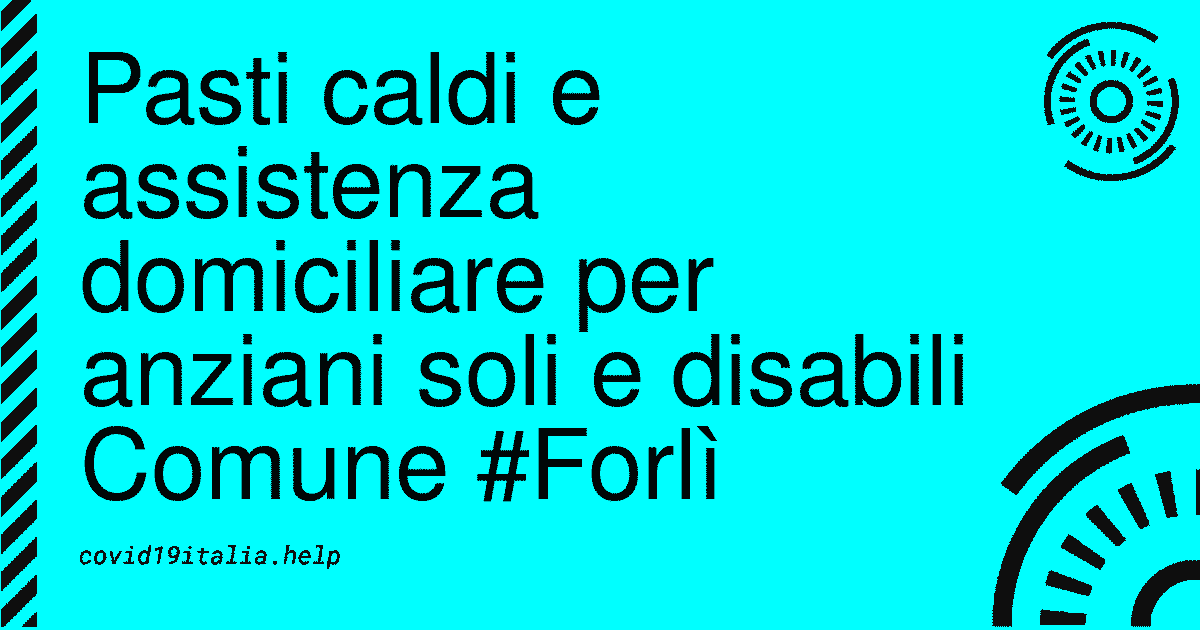 Pasti caldi e
assistenza
domiciliare per
anziani soli e disabili
Comune #Forlì
covid19italia.help